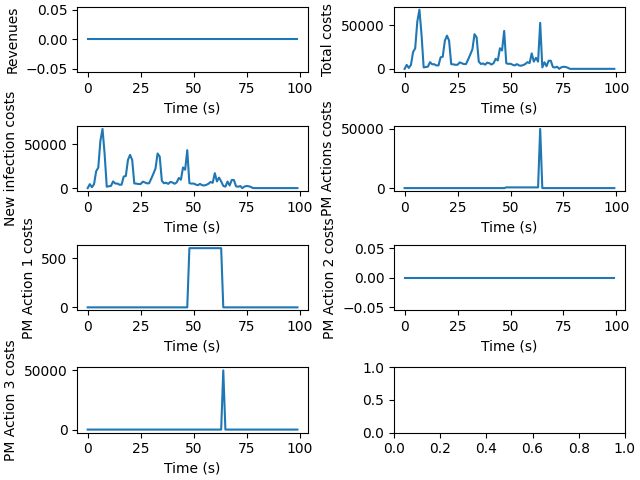 Revenues
0.05
0.00
−0.05
0 25 50 75 100
Time (s)
Total costs
50000
0
0 25 50 75 100
Time (s)
New infection costs
50000
0
0 25 50 75 100
Time (s)
PM Actions costs
50000
0
0 25 50 75 100
Time (s)
PM Action 1 costs
500
0
0 25 50 75 100
Time (s)
PM Action 2 costs
0.05
0.00
−0.05
0 25 50 75 100
Time (s)
PM Action 3 costs
50000
0
0 25 50 75 100
Time (s)
1.0
0.5
0.0
0.0 0.2 0.4 0.6 0.8 1.0